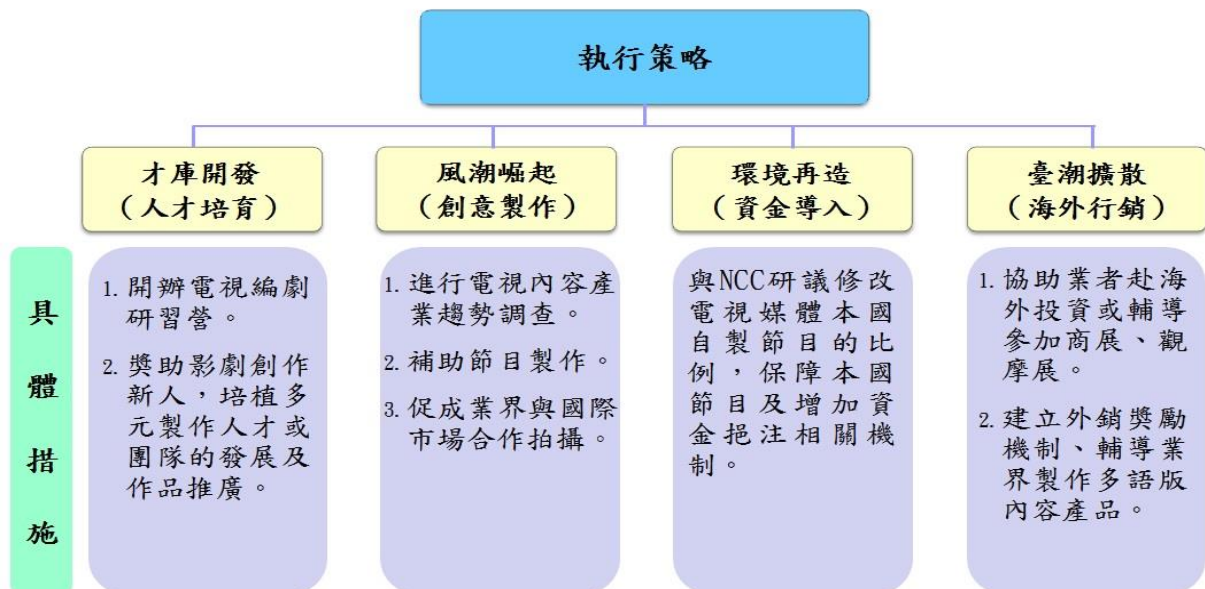 執行策略
才庫開發
(人才培育)
風潮崛起
(創意製作)
環境再造
(資金導入)
臺潮擴散
(海外行銷)
具體措施
1. 開辦電視編劇
研習營。
2. 獎助影劇創作
新人，培植多
元製作人才或
團隊的發展及
作品推廣。
1. 進行電視內容產
業趨勢調查。
2. 補助節目製作。
3. 促成業界與國際
市場合作拍攝。
與NCC研議修改
電視媒體本國
自製節目的比
例，保障本國
節目及增加資
金挹注相關機
制。
1. 協助業者赴海
外投資或輔導
參加商展、觀
摩展。
2. 建立外銷獎勵
機制、輔導業
界製作多語版
內容產品。